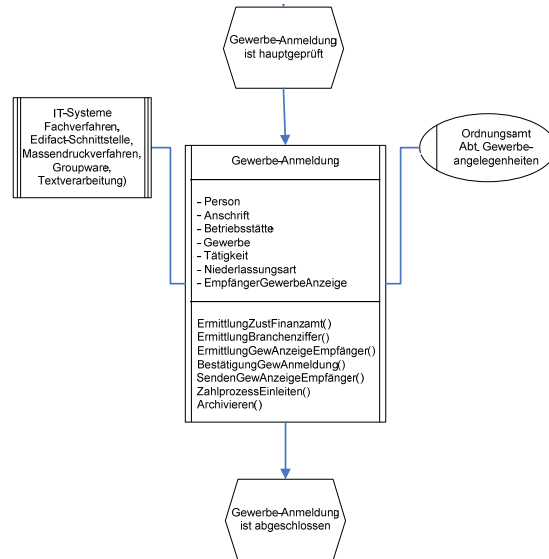 Gewerbe-Anmeldung
ist hauptgeprüft
IT-Systeme
Fachverfahren,
Edifact-Schnittstelle,
Massendruckverfahren,
Groupware,
Textverarbeitung)
Ordnungsamt
Abt. Gewerbe-
angelegenheiten
Gewerbe-Anmeldung
- Person
- Anschrift
- Betriebsstätte
- Gewerbe
- Tätigkeit
- Niederlassungsart
- EmpfängerGewerbeAnzeige
ErmittlungZustFinanzamt()
ErmittlungBranchenziffer()
ErmittlungGewAnzeigeEmpfänger()
BestätigungGewAnmeldung()
SendenGewAnzeigeEmpfänger()
ZahlprozessEinleiten()
Archivieren()
Gewerbe-Anmeldung
ist abgeschlossen